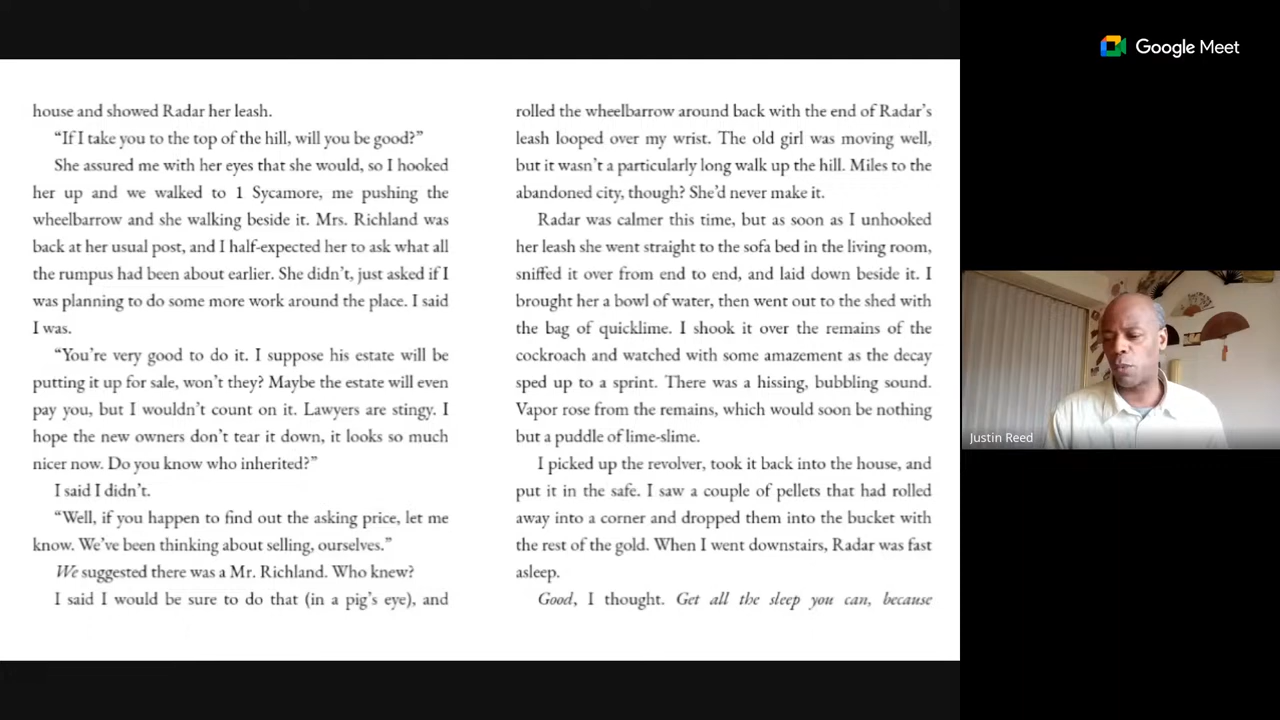 house and showed Radar her leash.
“If I take you to the top of the hill, will you be good?”
She assured me with her eyes that she would, so I hooked
her up and we walked to 1 Sycamore, me pushing the
wheelbarrow and she walking beside it. Mrs. Richland was
back at her usual post, and I half-expected her to ask what all
the rumpus had been about earlier. She didn’t, just asked if I
was planning to do some more work around the place. I said
I was.
“You’re very good to do it. I suppose his estate will be
putting it up for sale, won’t they? Maybe the estate will even
pay you, but I wouldn’t count on it. Lawyers are stingy. I
hope the new owners don’t tear it down, it looks so much
nicer now. Do you know who inherited?”
I said I didn’t.
“Well, if you happen to find out the asking price, let me
know. We’ve been thinking about selling, ourselves.”
We suggested there was a Mr. Richland. Who knew?
I said I would be sure to do that (in a pig’s eye), and
rolled the wheelbarrow around back with the end of Radar’s
leash looped over my wrist. The old girl was moving well,
but it wasn’t a particularly long walk up the hill. Miles to the
abandoned city, though? She’d never make it.
Radar was calmer this time, but as soon as I unhooked
her leash she went straight to the sofa bed in the living room,
sniffed it over from end to end, and laid down beside it. I
brought her a bowl of water, then went out to the shed with
the bag of quicklime. I shook it over the remains of the
cockroach and watched with some amazement as the decay
sped up to a sprint. There was a hissing, bubbling sound.
Vapor rose from the remains, which would soon be nothing
but a puddle of lime-slime.
I picked up the revolver, took it back into the house, and
put it in the safe. I saw a couple of pellets that had rolled
away into a corner and dropped them into the bucket with
the rest of the gold. When I went downstairs, Radar was fast
asleep.
Good, I thought. Get all the sleep you can, because
Google Meet
Justin Reed